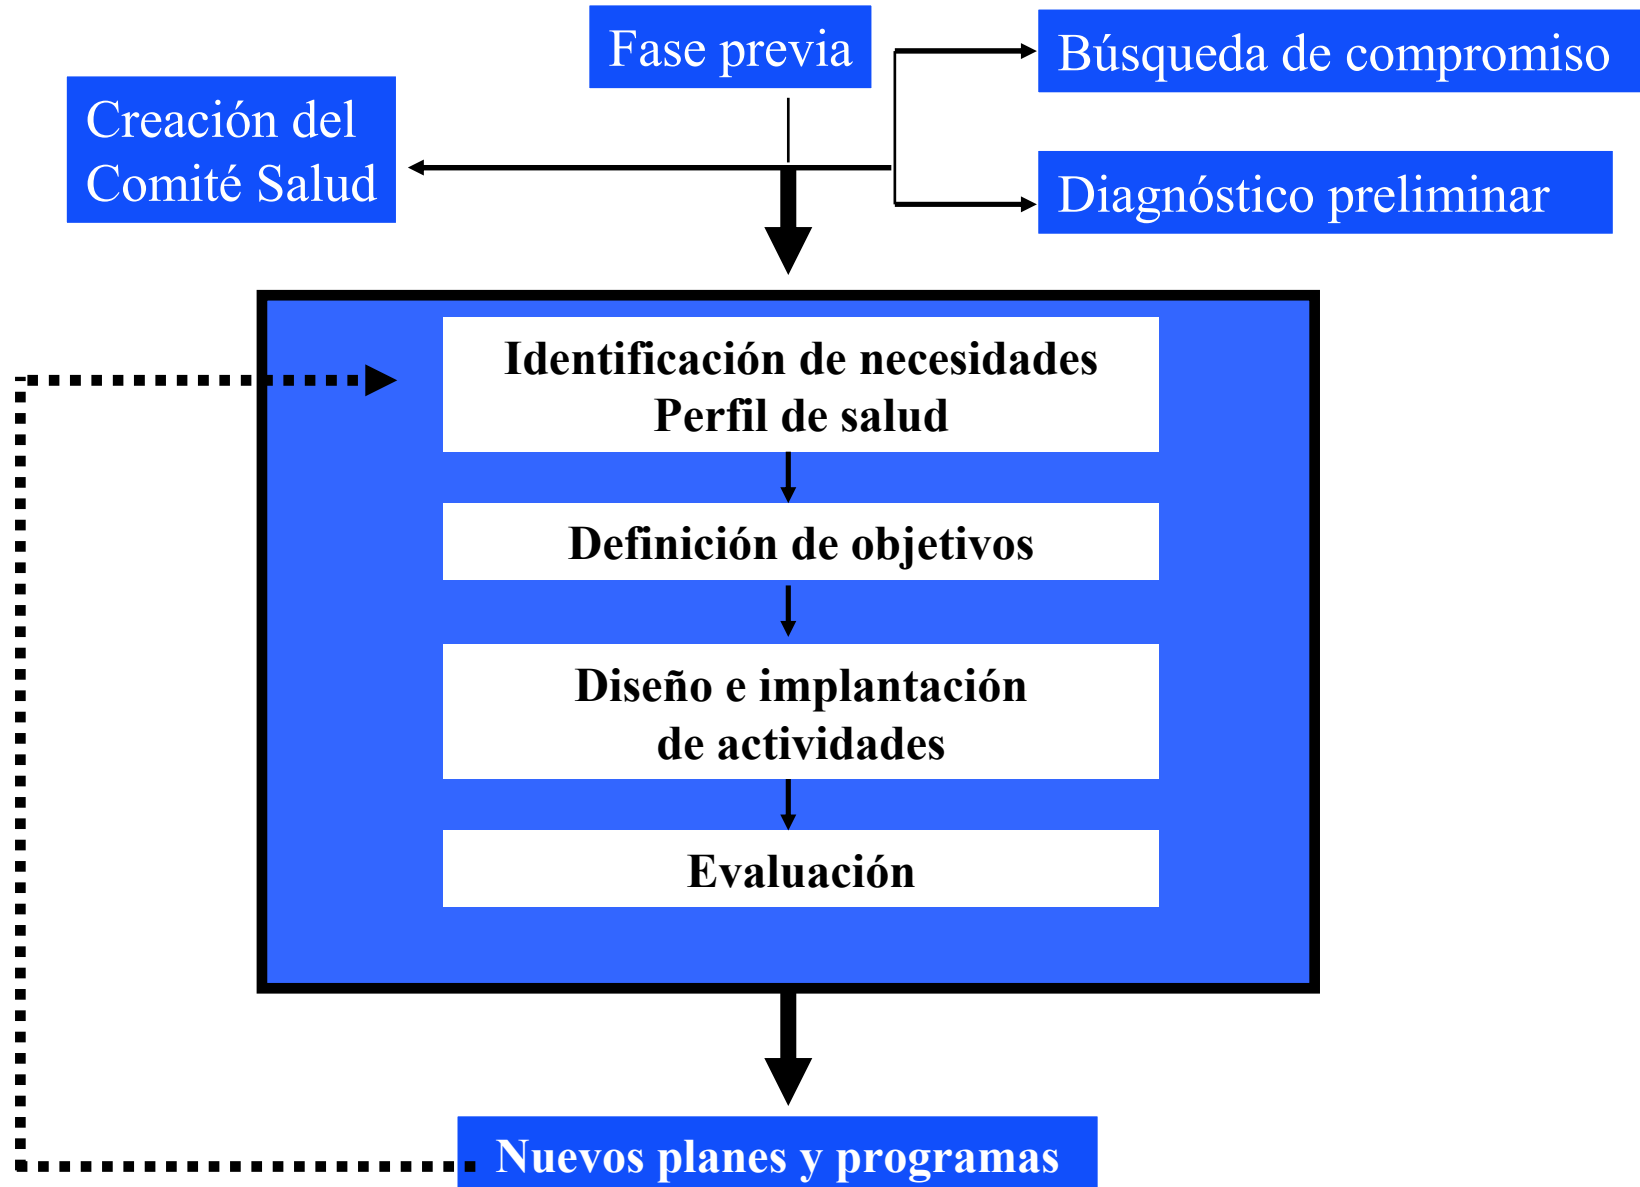 Fase previa
Búsqueda de compromiso
Creación del
Comité Salud
Diagnóstico preliminar
Identificación de necesidades
Perfil de salud
Definición de objetivos
Diseño e implantación
de actividades
Evaluación
Nuevos planes y programas